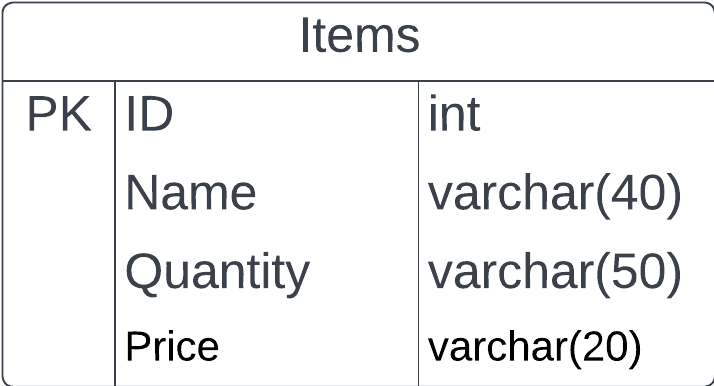 Items
PK ID int
Name varchar(40)
Quantity varchar(50)
Price varchar(20)